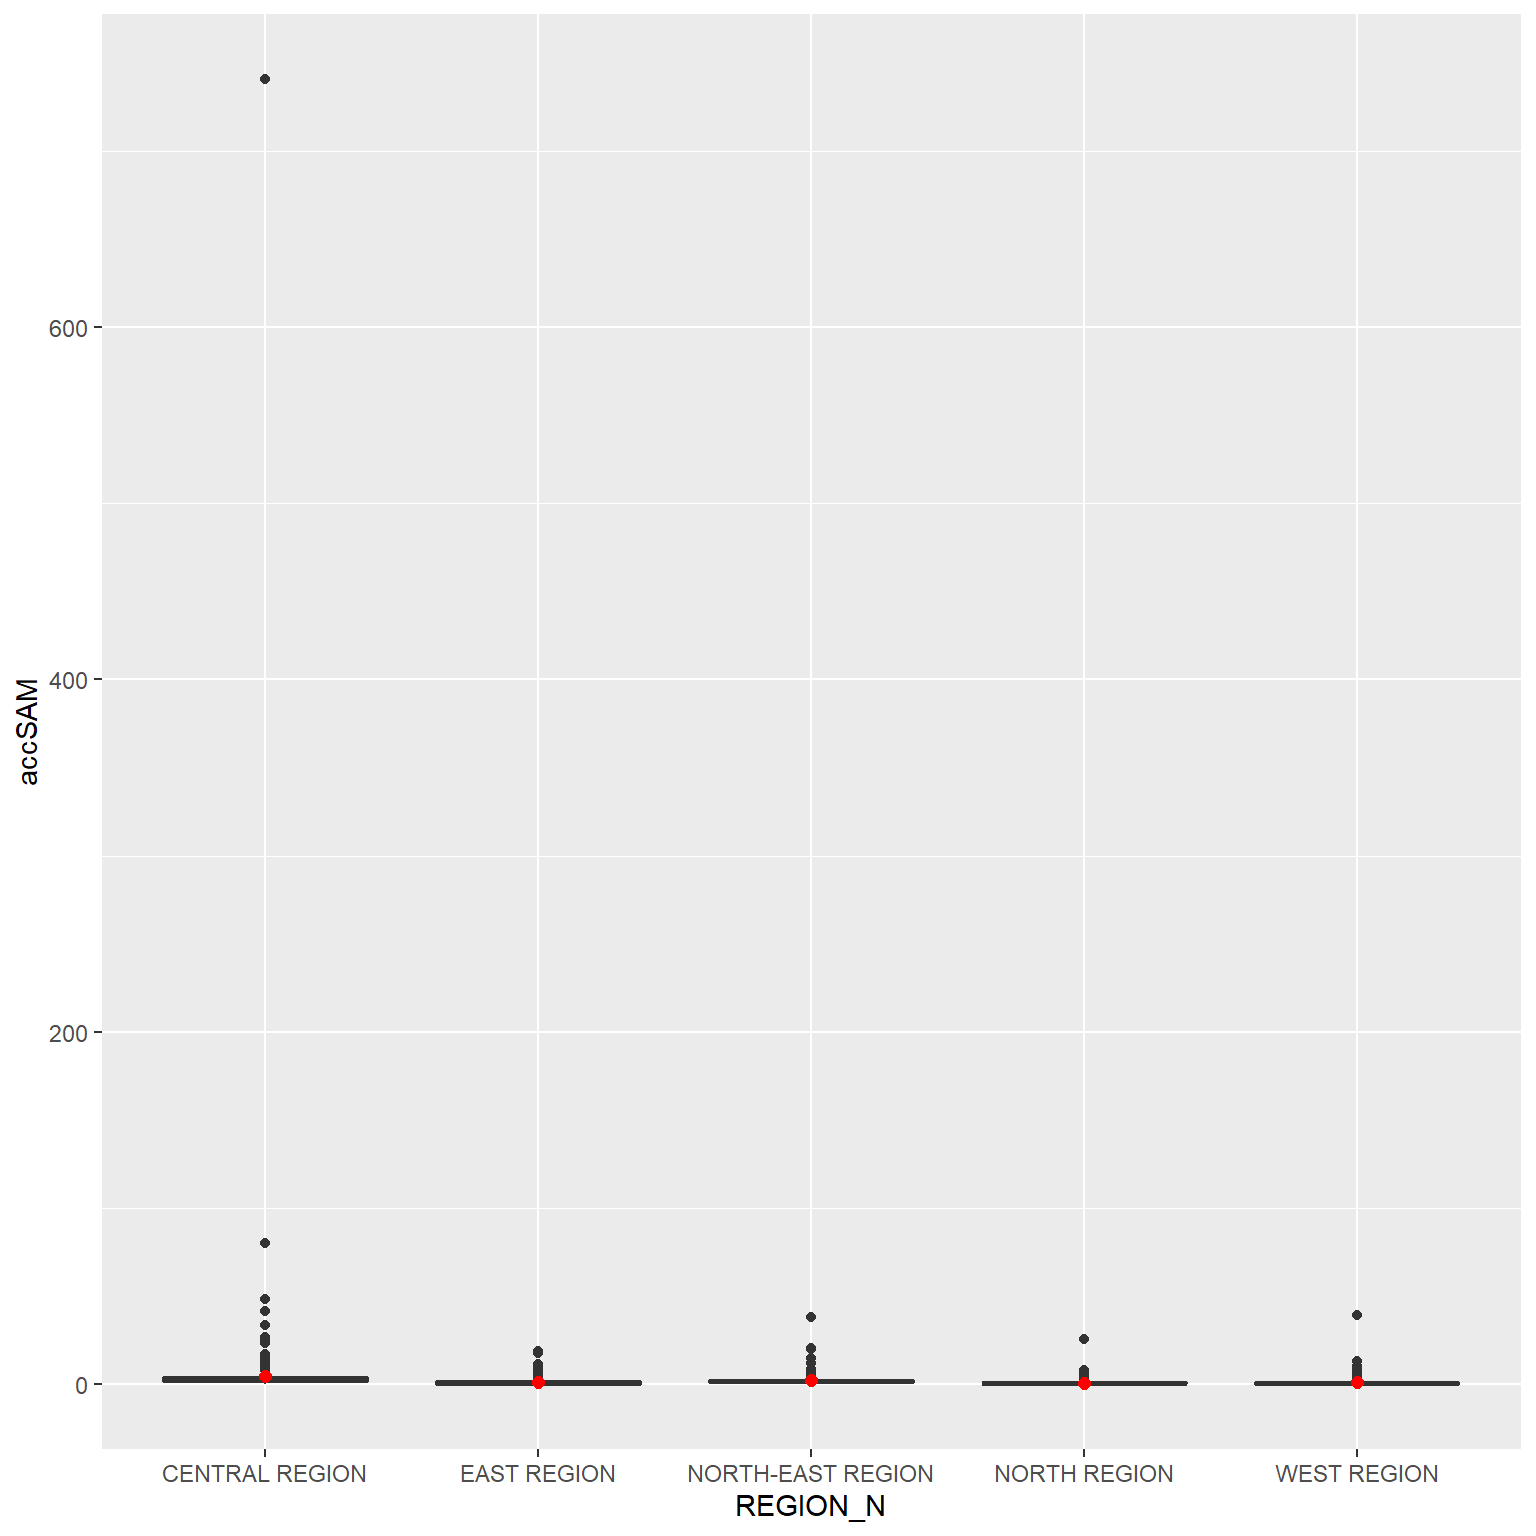 accSAM
600
400
200
0
CENTRAL REGION
EAST REGION
NORTH-EAST REGION
NORTH REGION
WEST REGION
REGION_N